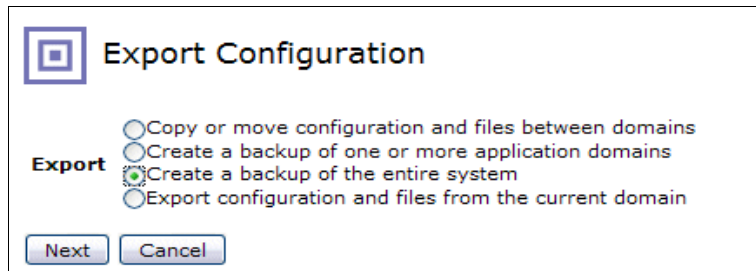 Export Configuration
Copy or move configuration and files between domains
Export
Create a backup of one or more application domains
Create a backup of the entire system
Export configuration and files from the current domain
Next Cancel